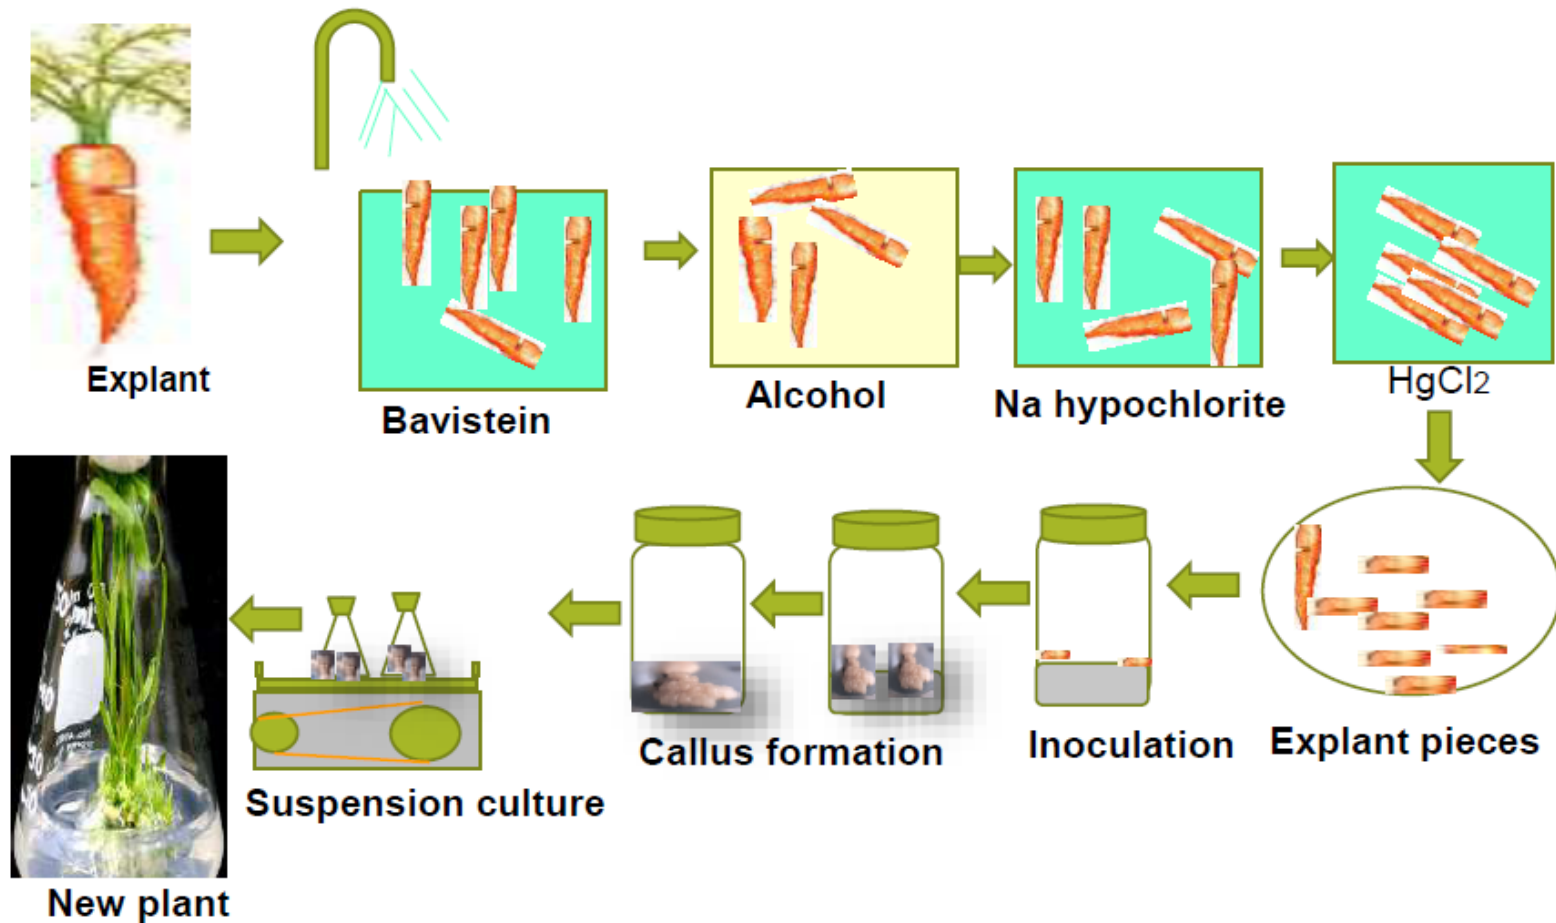 Explant
Bavistein
Alcohol
Na hypochlorite
HgCl2
Explant pieces
Inoculation
Callus formation
Suspension culture
New plant